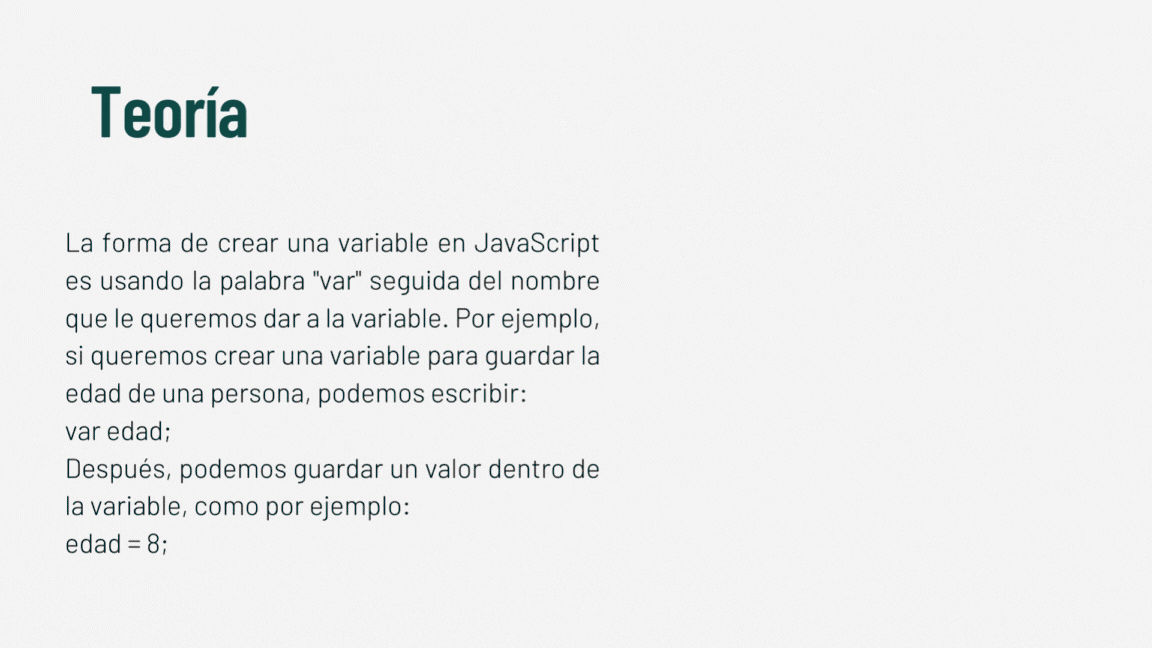 Teoría
La forma de crear una variable en JavaScript
es usando la palabra "var" seguida del nombre
que le queremos dar a la variable. Por ejemplo,
si queremos crear una variable para guardar la
edad de una persona, podemos escribir:
var edad;
Después, podemos guardar un valor dentro de
la variable, como por ejemplo:
edad = 8;